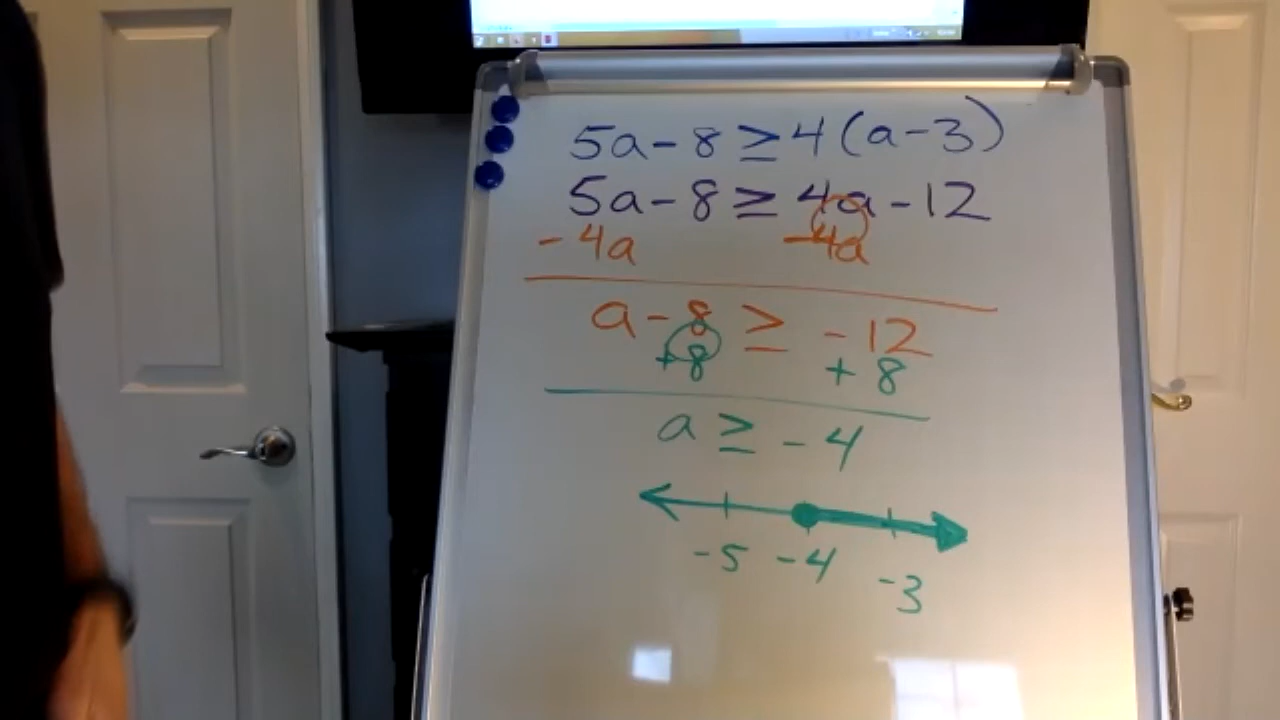 5a-8≥4(a-3)
5a-8≥4a-12
-4a -4a
a-8≥-12
+8 +8
a≥-4
-5 -4 -3